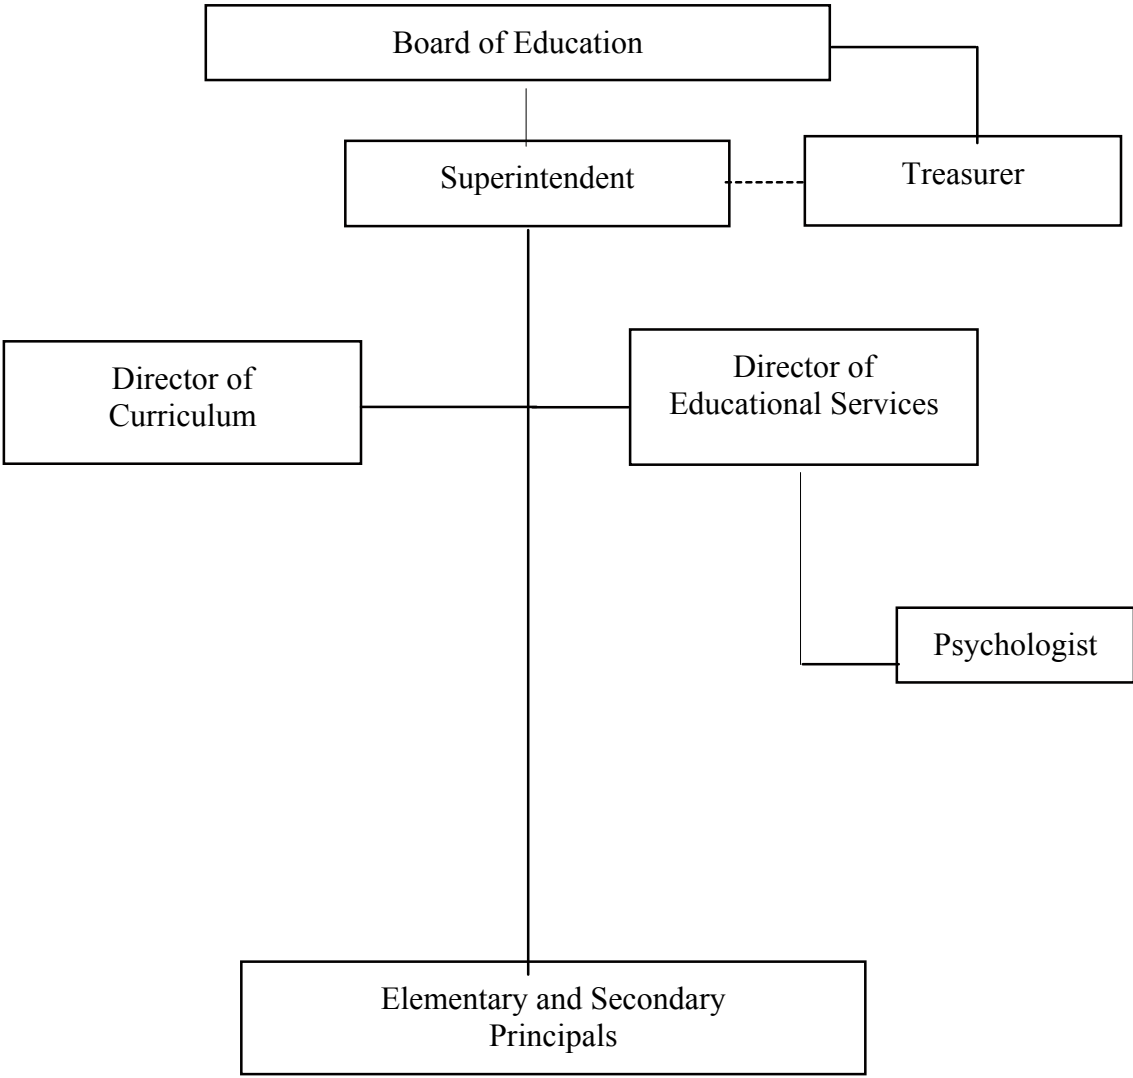 Board of Education
Superintendent
Treasurer
Director of
Curriculum
Director of
Educational Services
Psychologist
Elementary and Secondary
Principals